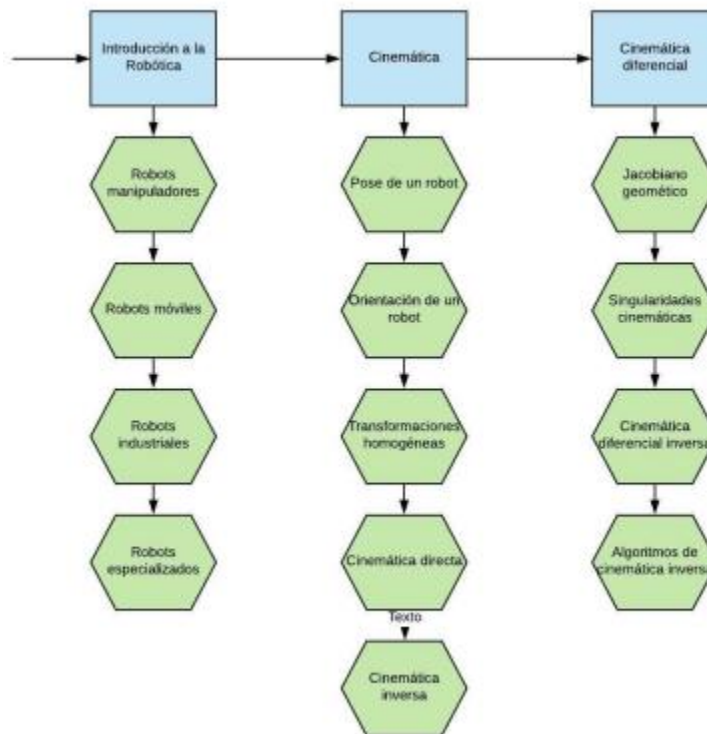 Introducción a la
Robótica
Robots
manipuladores
Robots móviles
Robots
industriales
Robots
especializados
Cinemática
Pose de un robot
Orientación de un
robot
Transformaciones
homogéneas
Cinemática directa
Texto
Cinemática
inversa
Cinemática
diferencial
Jacobiano
geomético
Singularidades
cinemáticas
Cinemática
diferencial inversa
Algoritmos de
cinemática inversa